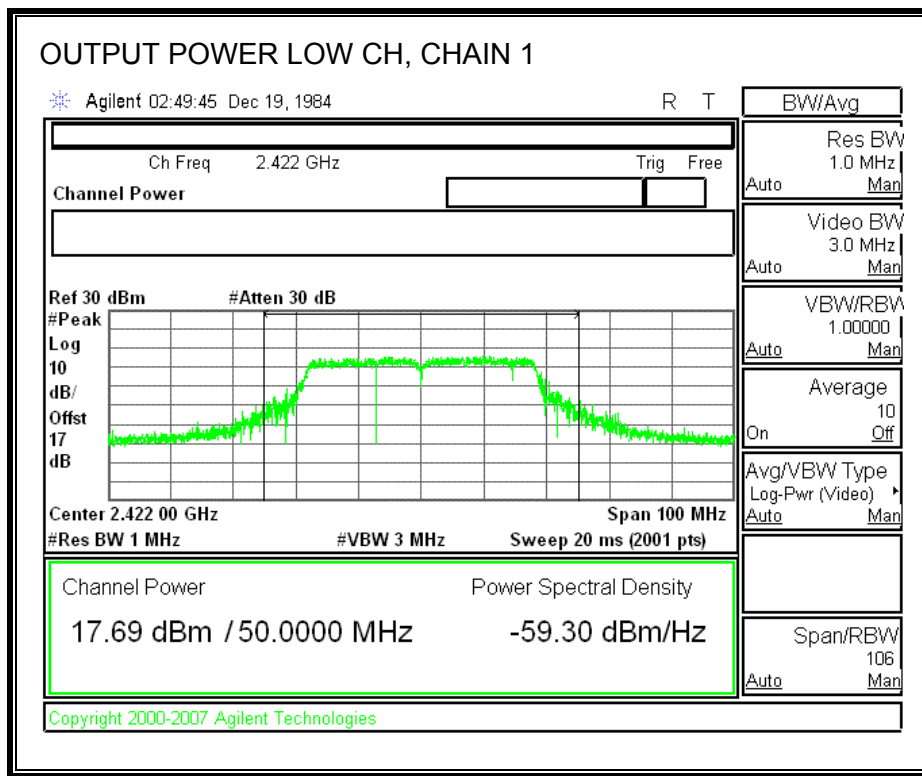 OUTPUT POWER LOW CH, CHAIN 1
Agilent 02:49:45 Dec 19, 1984 R T
Ch Freq 2.422 GHz Trig Free
Channel Power
Ref 30 dBm #Atten 30 dB
#Peak
Log
10
dB/
Offst
17
dB
Center 2.422 00 GHz Span 100 MHz
#Res BW 1 MHz #VBW 3 MHz Sweep 20 ms (2001 pts)
Channel Power Power Spectral Density
17.69 dBm / 50.0000 MHz -59.30 dBm/Hz
Copyright 2000-2007 Agilent Technologies
BW/Avg
Res BW
1.0 MHz
Auto Man
Video BW
3.0 MHz
Auto Man
VBW/RBW
1.00000
Auto Man
Average
10
On Off
Avg/VBW Type
Log-Pwr (Video)
Auto Man
Span/RBW
106
Auto Man